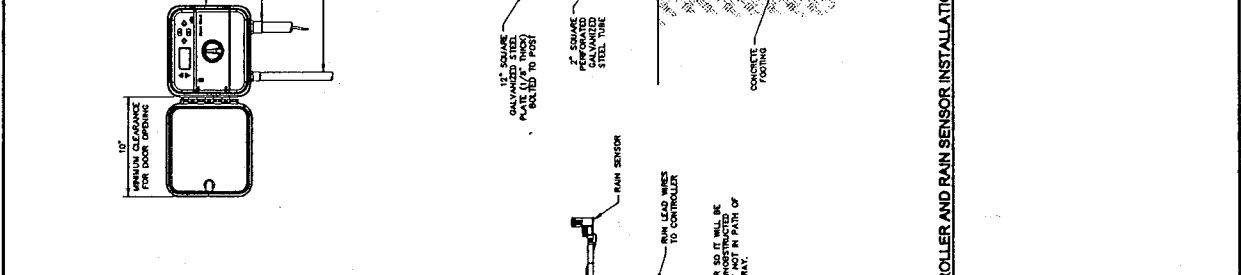 10"
MINIMUM CLEARANCE
FOR DOOR OPENING
12" SQUARE
GALVANIZED STEEL
PLATE (1/8" THICK)
BOLTED TO POST
2" SQUARE
PERFORATED
GALVANIZED
STEEL TUBE
CONCRETE
FOOTING
RAIN SENSOR
RUN LEAD WIRES
TO CONTROLLER
SO IT WILL BE
NOT IN PATH OF
ROLLER AND RAIN SENSOR INSTALLATIO